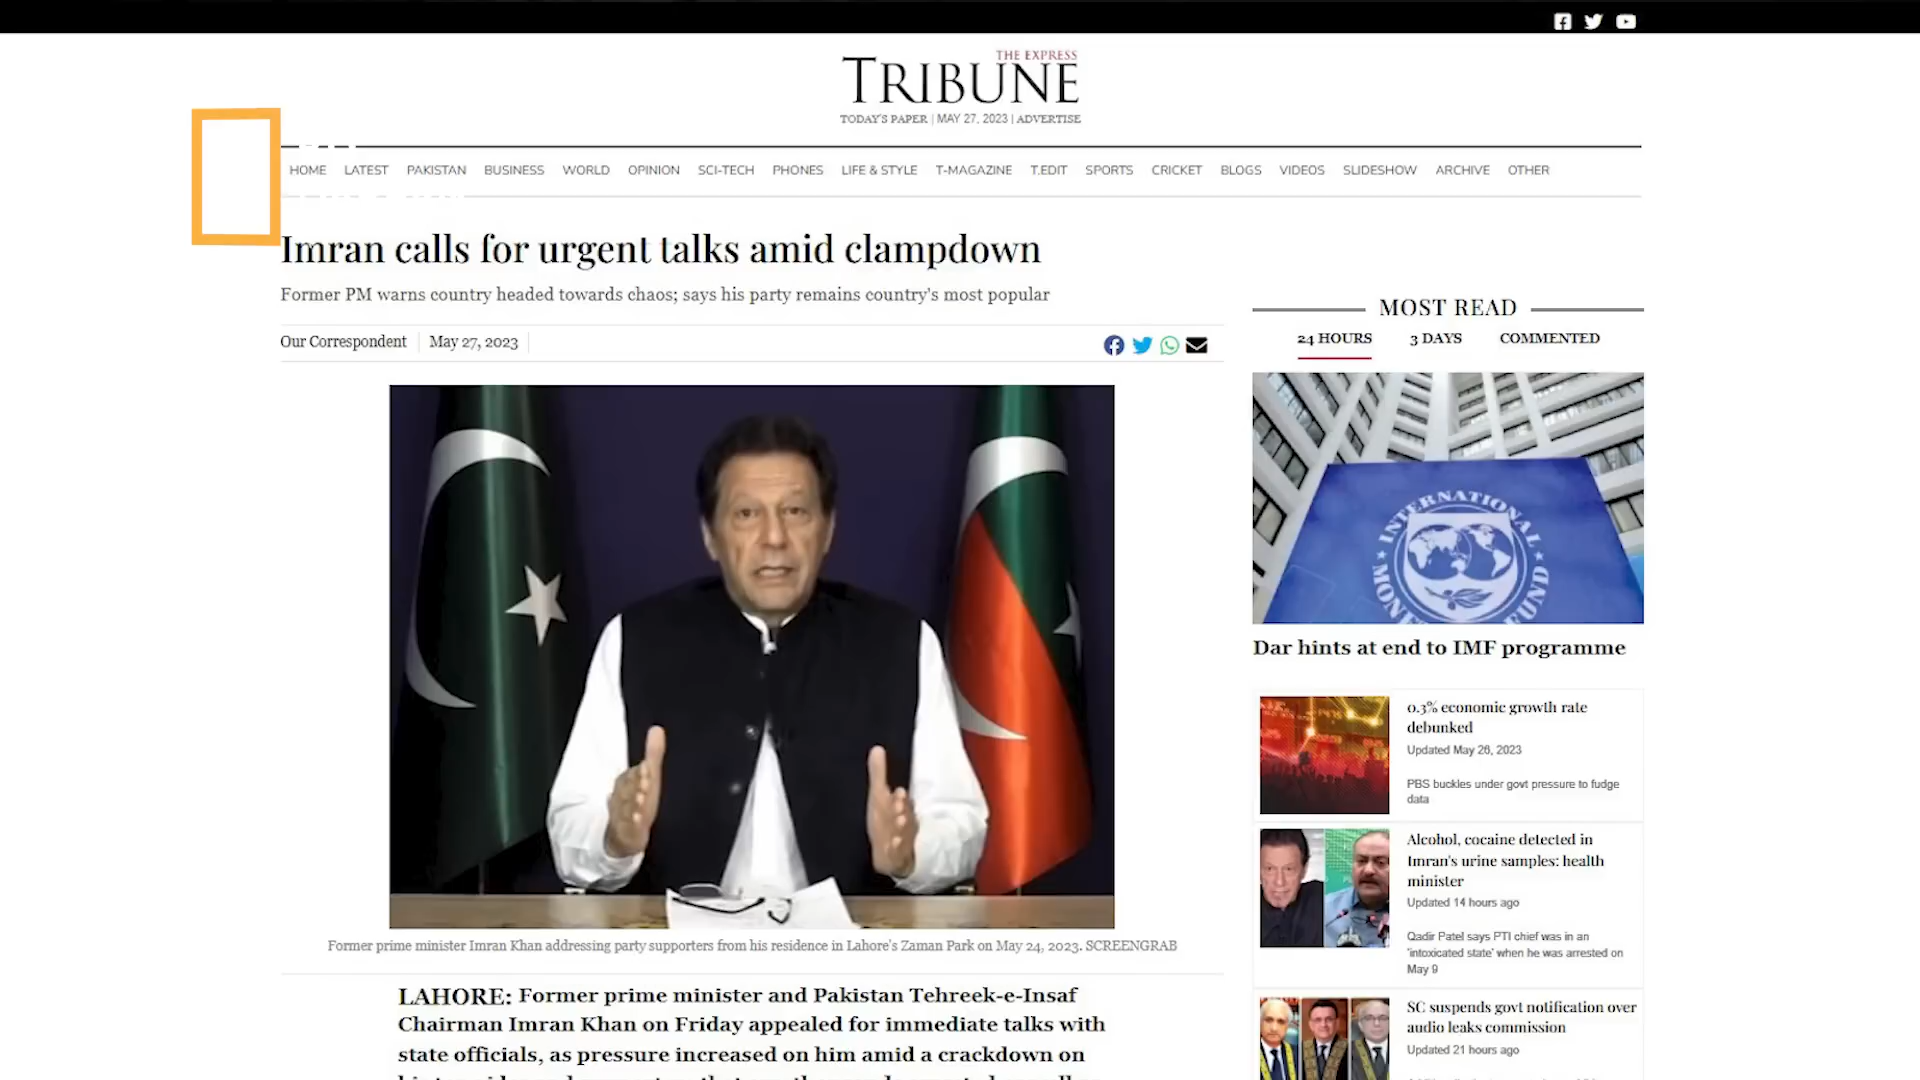 THE EXPRESS
TRIBUNE
TODAY'S PAPER | MAY 27, 2023 | ADVERTISE
HOME LATEST PAKISTAN BUSINESS WORLD OPINION SCI-TECH PHONES LIFE & STYLE T-MAGAZINE T.EDIT SPORTS CRICKET BLOGS VIDEOS SLIDESHOW ARCHIVE OTHER
Imran calls for urgent talks amid clampdown
Former PM warns country headed towards chaos; says his party remains country's most popular
Our Correspondent May 27, 2023
Former prime minister Imran Khan addressing party supporters from his residence in Lahore's Zaman Park on May 24, 2023. SCREENGRAB
LAHORE: Former prime minister and Pakistan Tehreek-e-Insaf
Chairman Imran Khan on Friday appealed for immediate talks with
state officials, as pressure increased on him amid a crackdown on
MOST READ
24 HOURS 3 DAYS COMMENTED
INTERNATIONAL
MONETARY FUND
Dar hints at end to IMF programme
0.3% economic growth rate
debunked
Updated May 26, 2023
PBS buckles under govt pressure to fudge
data
Alcohol, cocaine detected in
Imran's urine samples: health
minister
Updated 14 hours ago
Qadir Patel says PTI chief was in an
'intoxicated state' when he was arrested on
May 9
SC suspends govt notification over
audio leaks commission
Updated 21 hours ago